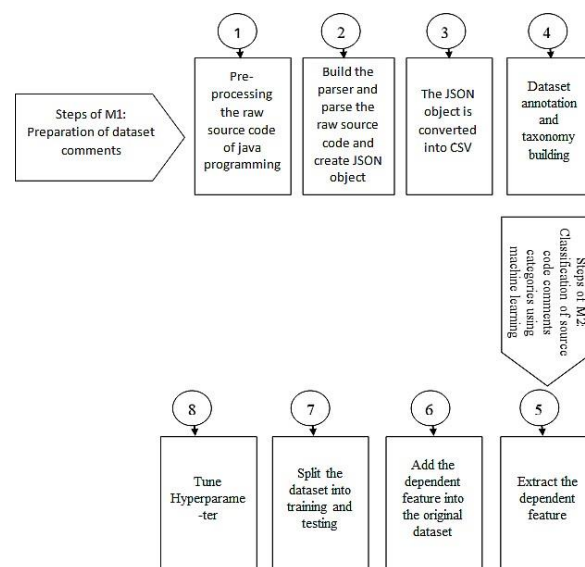 1
2
3
4
Steps of M1:
Preparation of dataset
comments
Pre-
processing
the raw
source code
of java
programming
Build the
parser and
parse the
raw source
code and
create JSON
object
The JSON
object is
converted
into CSV
Dataset
annotation
and
taxonomy
building
Steps of M2:
Classification of source
code comments
categories using
machine learning
8
7
6
5
Tune
Hyperparame
-ter
Split the
dataset into
training and
testing
Add the
dependent
feature into
the original
dataset
Extract the
dependent
feature